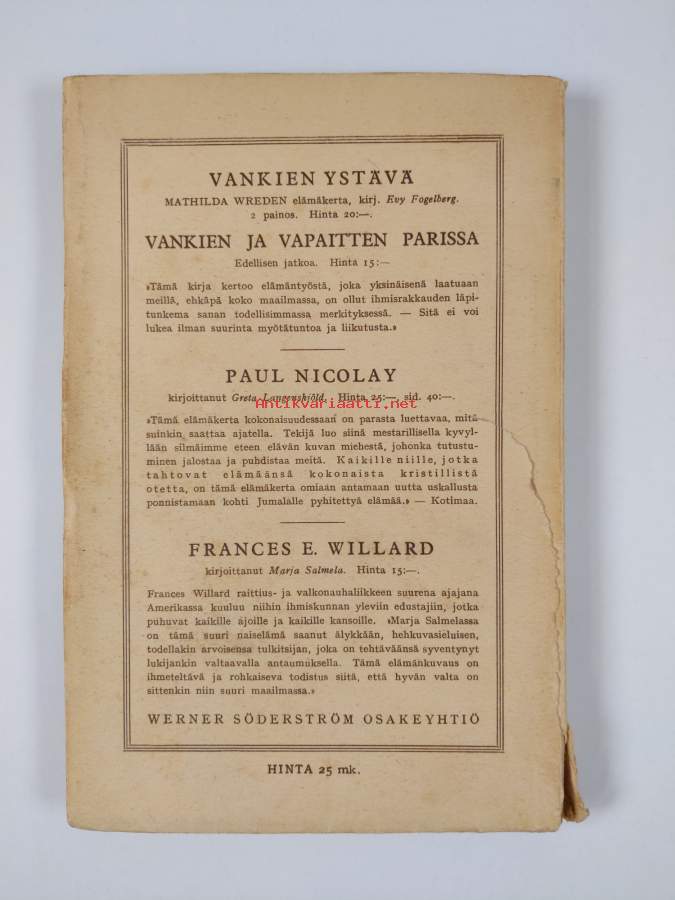 VANKIEN YSTÄVÄ
MATHILDA WREDEN elämäkerta, kirj. Evy Fogelberg.
2 painos. Hinta 20:—.
VANKIEN JA VAPAITTEN PARISSA
Edellisen jatkoa. Hinta 15:—
»Tämä kirja kertoo elämäntyöstä, joka yksinäisenä laatuaan
meillä, ehkäpä koko maailmassa, on ollut ihmisrakkauden läpi-
tunkema sanan todellisimmassa merkityksessä. — Sitä ei voi
lukea ilman suurinta myötätuntoa ja liikutusta.»
PAUL NICOLAY
kirjoittanut Greta Langenskjöld. Hinta 25:—, sid. 40:—.
Antikvariaatti.net
»Tämä elämäkerta kokonaisuudessaan on parasta luettavaa, mitä
suinkin saattaa ajatella. Tekijä luo siinä mestarillisella kyvyl-
lään silmäimme eteen elävän kuvan miehestä, johonka tutustu-
minen jalostaa ja puhdistaa meitä. Kaikille niille, jotka
tahtovat elämäänsä kokonaista kristillistä
otetta, on tämä elämäkerta omiaan antamaan uutta uskallusta
ponnistamaan kohti Jumalalle pyhitettyä elämää.» — Kotimaa.
FRANCES E. WILLARD
kirjoittanut Marja Salmela. Hinta 15:—.
Frances Willard raittius- ja valkonauhaliikkeen suurena ajajana
Amerikassa kuuluu niihin ihmiskunnan yleviin edustajiin, jotka
puhuvat kaikille ajoille ja kaikille kansoille. »Marja Salmelassa
on tämä suuri naiselämä saanut älykkään, hehkuvasieluisen,
todellakin arvoisensa tulkitsijan, joka on tehtäväänsä syventynyt
lukijankin valtaavalla antaumuksella. Tämä elämänkuvaus on
ihmeteltävä ja rohkaiseva todistus siitä, että hyvän valta on
sittenkin niin suuri maailmassa.»
WERNER SÖDERSTRÖM OSAKEYHTIÖ
HINTA 25 mk.